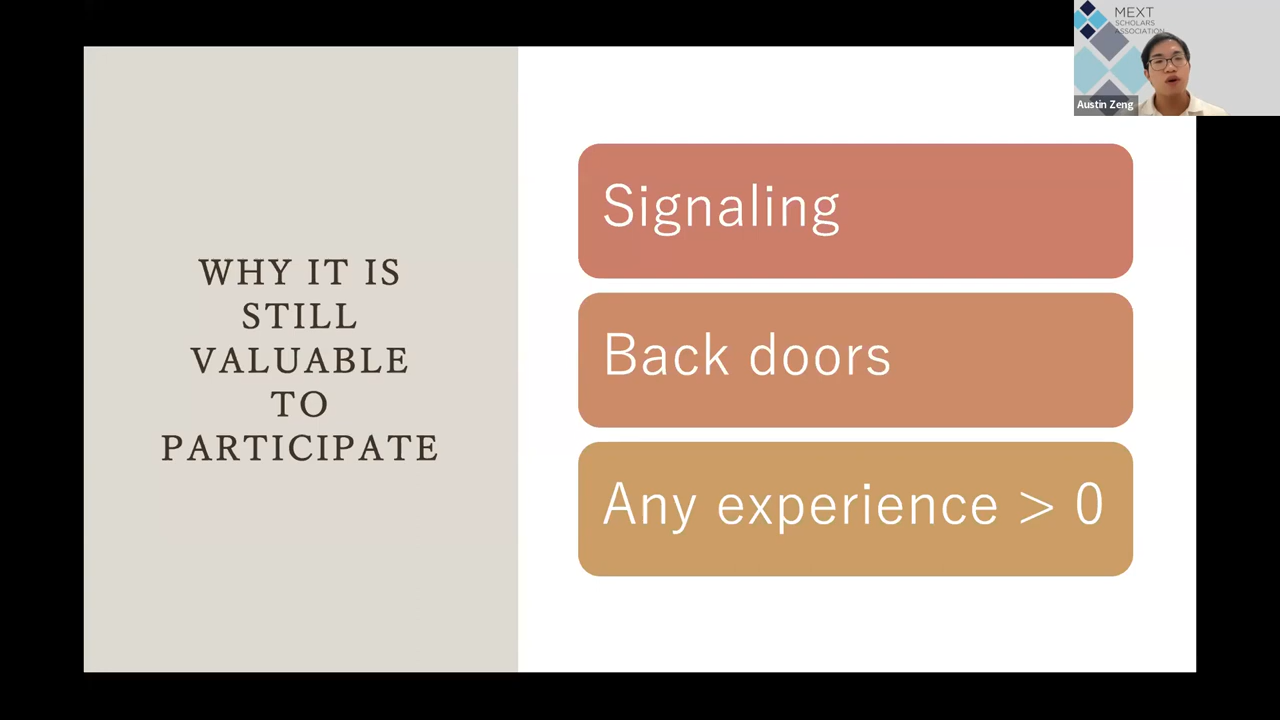 MEXT
SCHOLARS
ASSOCIATION
Austin Zeng
WHY IT IS
STILL
VALUABLE
TO
PARTICIPATE
Signaling
Back doors
Any experience > 0